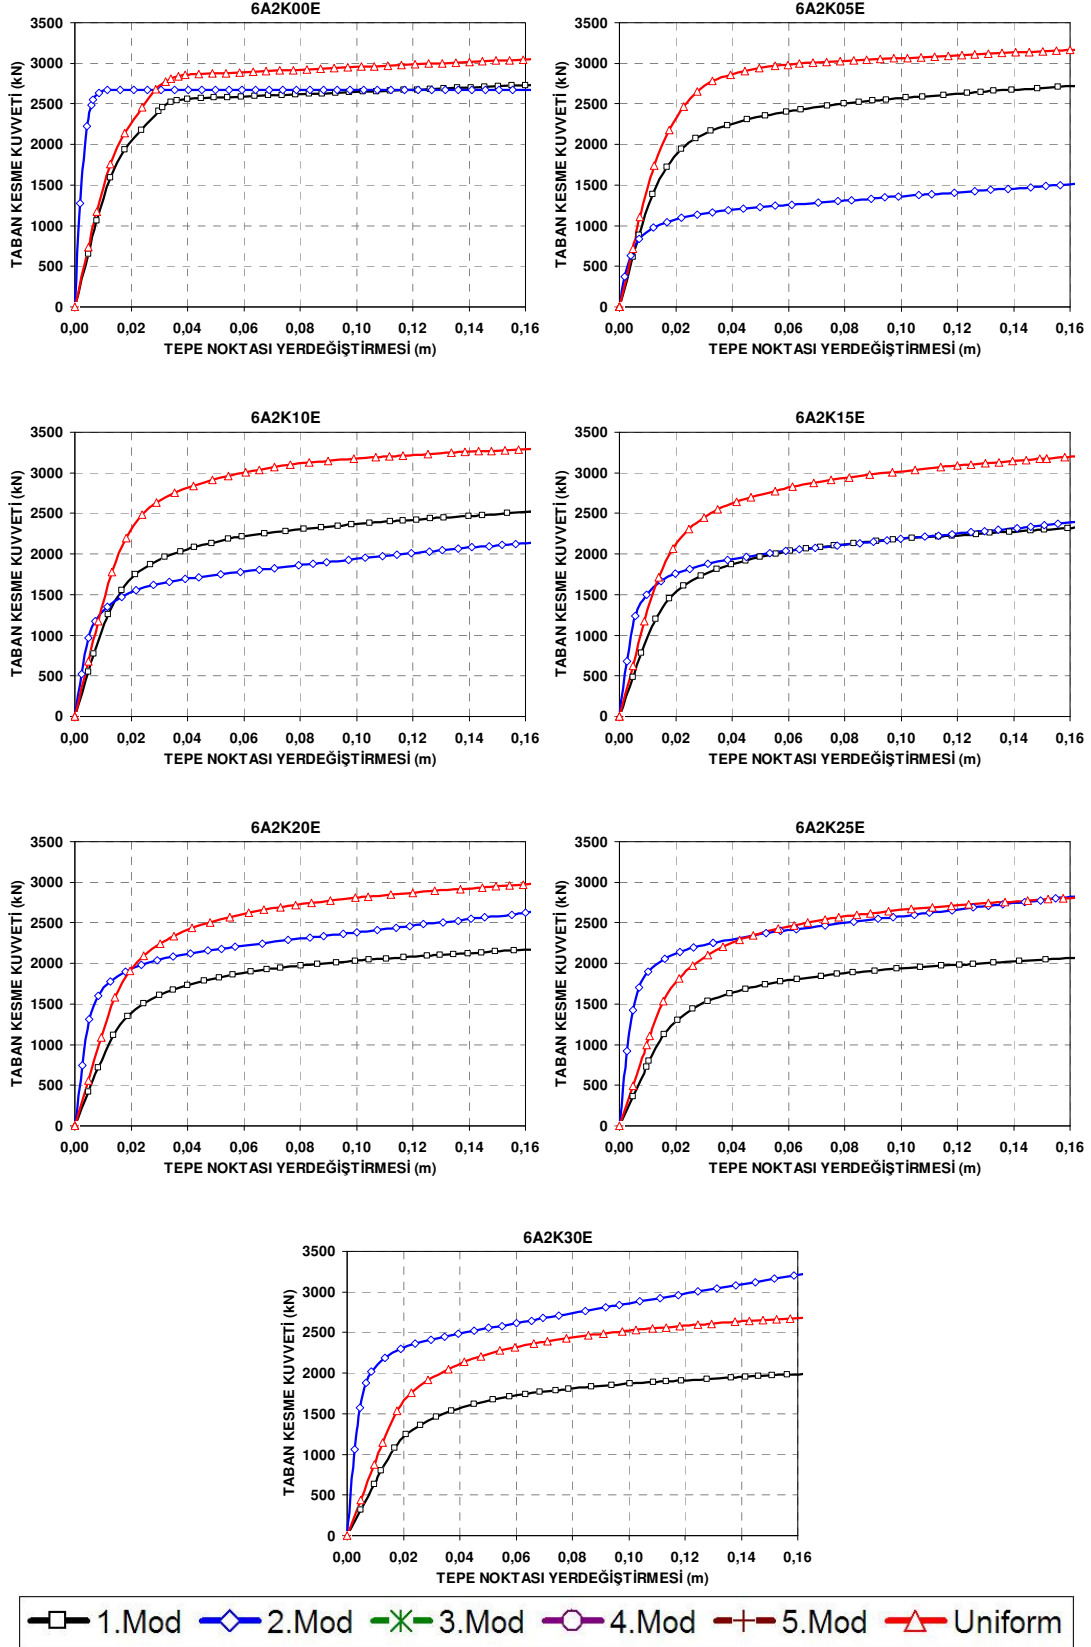 6A2K00E
TABAN KESME KUVVETİ (kN)
3500
3000
2500
2000
1500
1000
500
0
0,00 0,02 0,04 0,06 0,08 0,10 0,12 0,14 0,16
TEPE NOKTASI YERDEĞİŞTİRMESİ (m)
6A2K05E
TABAN KESME KUVVETİ (kN)
3500
3000
2500
2000
1500
1000
500
0
0,00 0,02 0,04 0,06 0,08 0,10 0,12 0,14 0,16
TEPE NOKTASI YERDEĞİŞTİRMESİ (m)
6A2K10E
TABAN KESME KUVVETİ (kN)
3500
3000
2500
2000
1500
1000
500
0
0,00 0,02 0,04 0,06 0,08 0,10 0,12 0,14 0,16
TEPE NOKTASI YERDEĞİŞTİRMESİ (m)
6A2K15E
TABAN KESME KUVVETİ (kN)
3500
3000
2500
2000
1500
1000
500
0
0,00 0,02 0,04 0,06 0,08 0,10 0,12 0,14 0,16
TEPE NOKTASI YERDEĞİŞTİRMESİ (m)
6A2K20E
TABAN KESME KUVVETİ (kN)
3500
3000
2500
2000
1500
1000
500
0
0,00 0,02 0,04 0,06 0,08 0,10 0,12 0,14 0,16
TEPE NOKTASI YERDEĞİŞTİRMESİ (m)
6A2K25E
TABAN KESME KUVVETİ (kN)
3500
3000
2500
2000
1500
1000
500
0
0,00 0,02 0,04 0,06 0,08 0,10 0,12 0,14 0,16
TEPE NOKTASI YERDEĞİŞTİRMESİ (m)
6A2K30E
TABAN KESME KUVVETİ (kN)
3500
3000
2500
2000
1500
1000
500
0
0,00 0,02 0,04 0,06 0,08 0,10 0,12 0,14 0,16
TEPE NOKTASI YERDEĞİŞTİRMESİ (m)
1.Mod 2.Mod 3.Mod 4.Mod 5.Mod Uniform